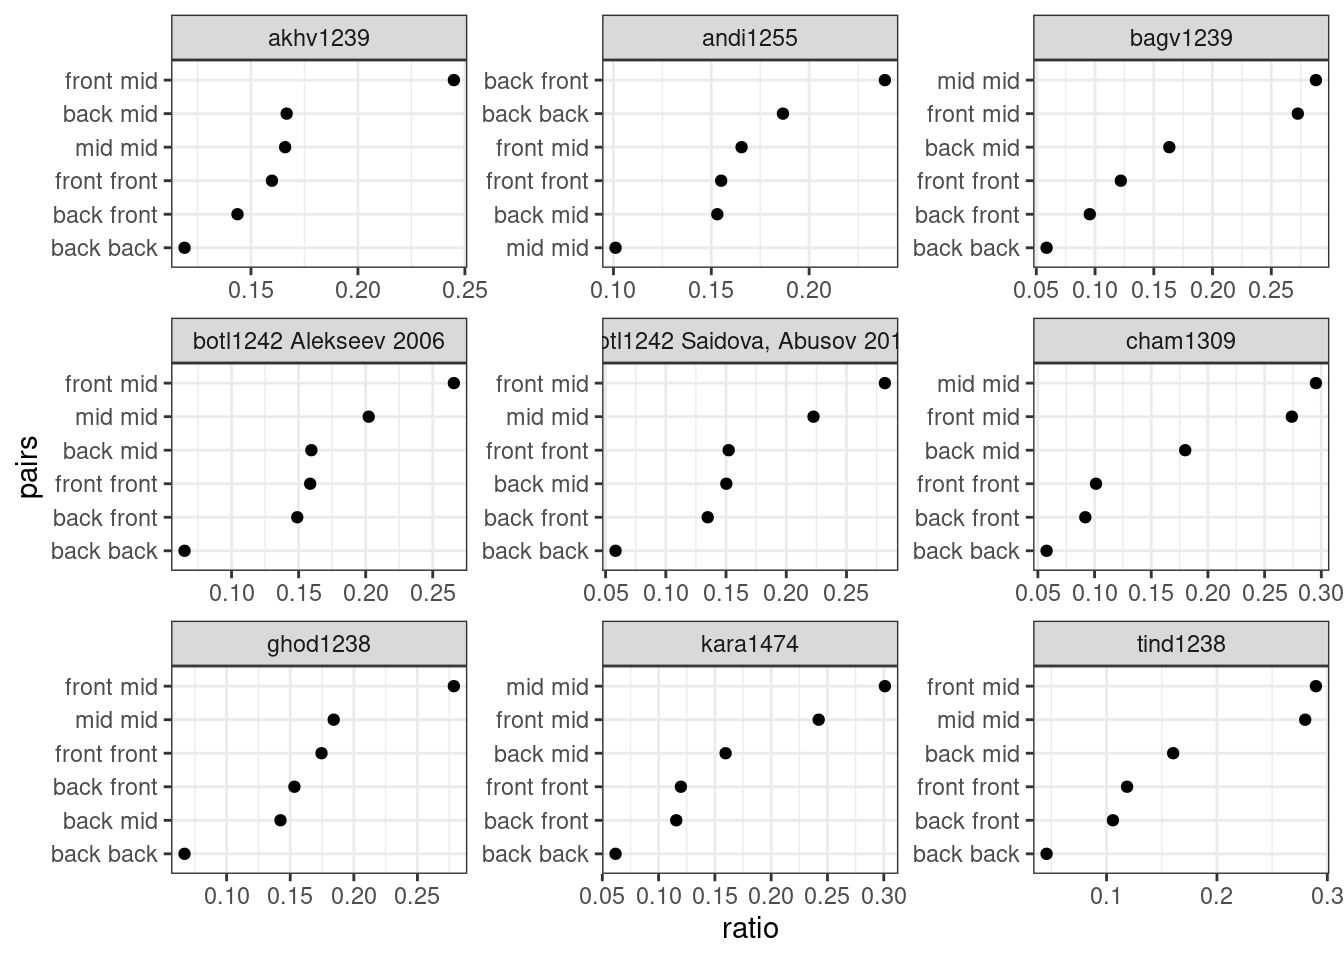 akhv1239
front mid
back mid
mid mid
front front
back front
back back
0.15 0.20 0.25
andi1255
back front
back back
front mid
front front
back mid
mid mid
0.10 0.15 0.20
bagv1239
mid mid
front mid
back mid
front front
back front
back back
0.05 0.10 0.15 0.20 0.25
botl1242 Alekseev 2006
front mid
mid mid
back mid
front front
back front
back back
0.10 0.15 0.20 0.25
otl1242 Saidova, Abusov 201
front mid
mid mid
front front
back mid
back front
back back
0.05 0.10 0.15 0.20 0.25
cham1309
mid mid
front mid
back mid
front front
back front
back back
0.05 0.10 0.15 0.20 0.25 0.30
ghod1238
front mid
mid mid
front front
back front
back mid
back back
0.10 0.15 0.20 0.25
kara1474
mid mid
front mid
back mid
front front
back front
back back
0.05 0.10 0.15 0.20 0.25 0.30
tind1238
front mid
mid mid
back mid
front front
back front
back back
0.1 0.2 0.3
pairs
ratio